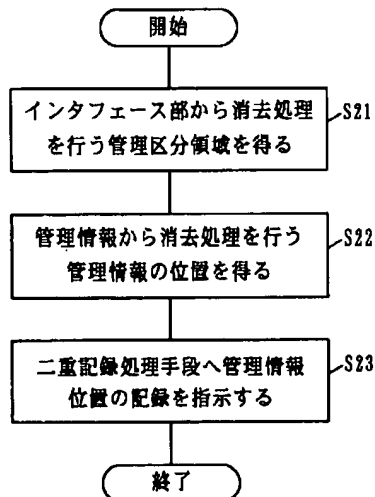 開始
インタフェース部から消去処理
を行う管理区分領域を得る
S21
管理情報から消去処理を行う
管理情報の位置を得る
S22
二重記録処理手段へ管理情報
位置の記録を指示する
S23
終了